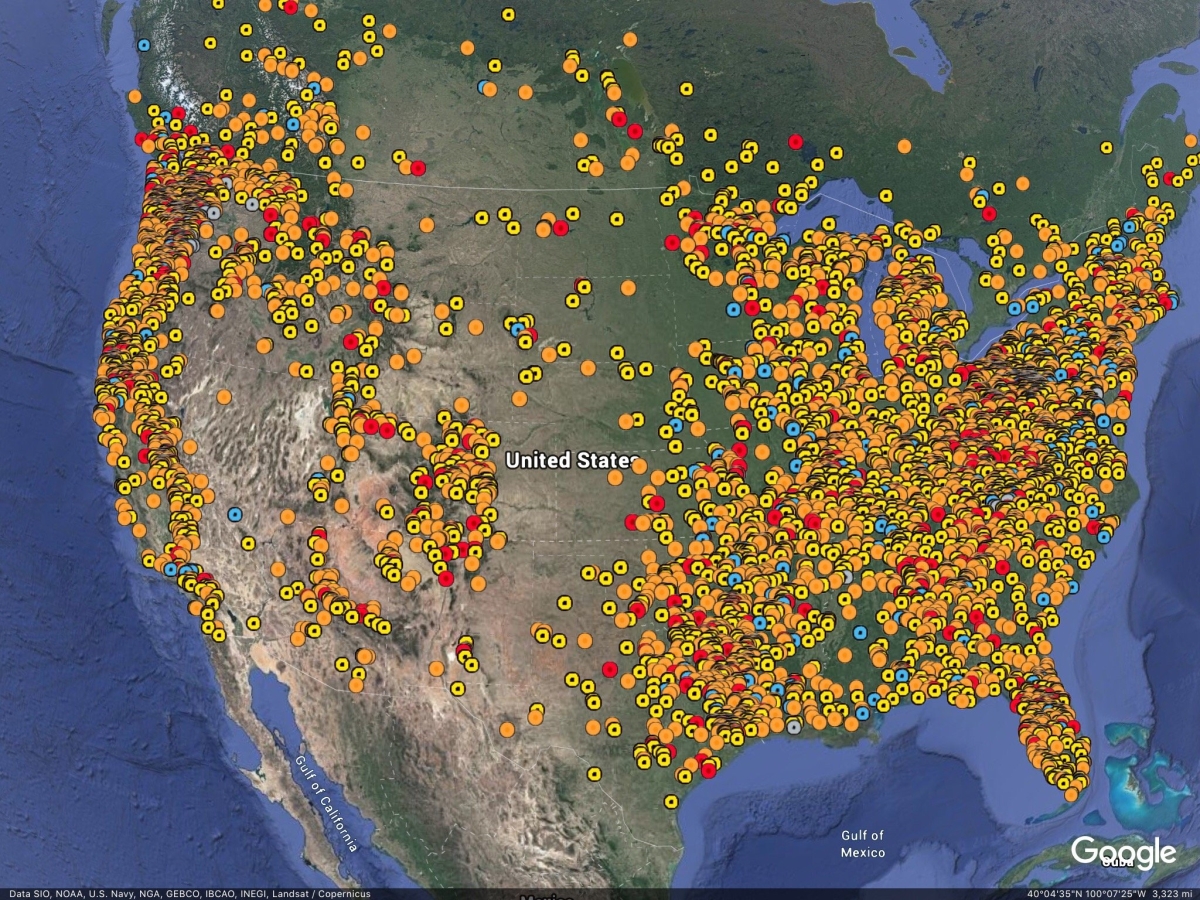 United States
Gulf of California
Gulf of
Mexico
Google
Cuba
Mexico
Data SIO, NOAA, U.S. Navy, NGA, GEBCO, IBCAO, INEGI, Landsat / Copernicus
40°04'35"N 100°07'25"W 3,323 mi